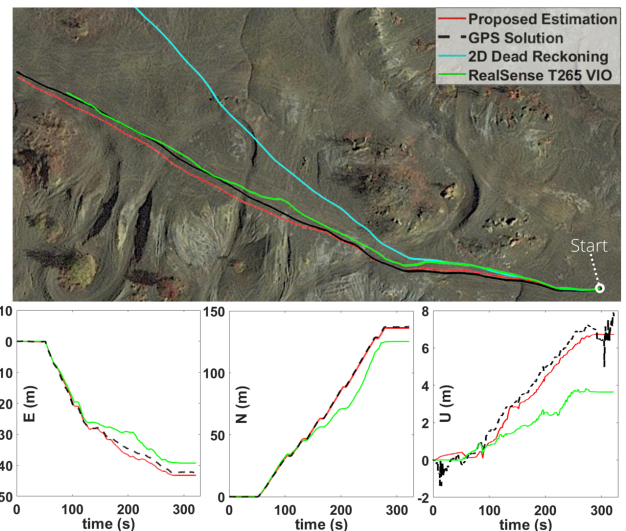 Proposed Estimation
GPS Solution
2D Dead Reckoning
RealSense T265 VIO
Start
10
0
10
20
30
40
50
E (m)
0 100 200 300
time (s)
150
100
50
0
N (m)
0 100 200 300
time (s)
8
6
4
2
0
-2
U (m)
0 100 200 300
time (s)